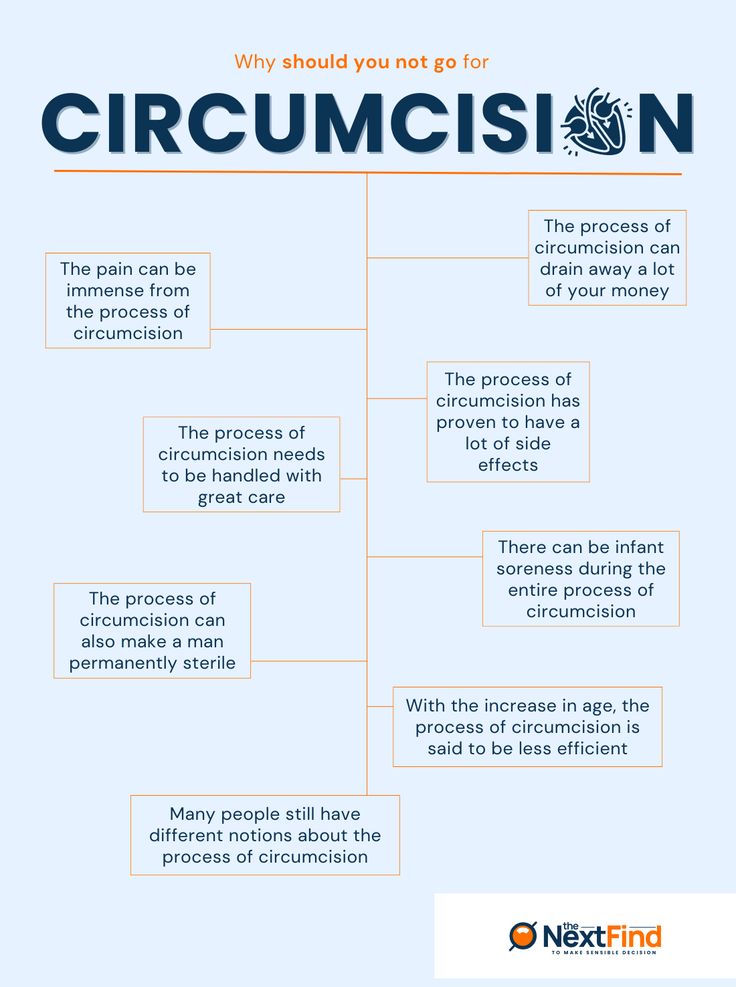 Why should you not go for
CIRCUMCISION
The process of
circumcision can
drain away a lot
of your money
The pain can be
immense from
the process of
circumcision
The process of
circumcision has
proven to have a
lot of side
effects
The process of
circumcision needs
to be handled with
great care
There can be infant
soreness during the
entire process of
circumcision
The process of
circumcision can
also make a man
permanently sterile
With the increase in age, the
process of circumcision is
said to be less efficient
Many people still have
different notions about the
process of circumcision
the
NextFind
TO MAKE SENSIBLE DECISION